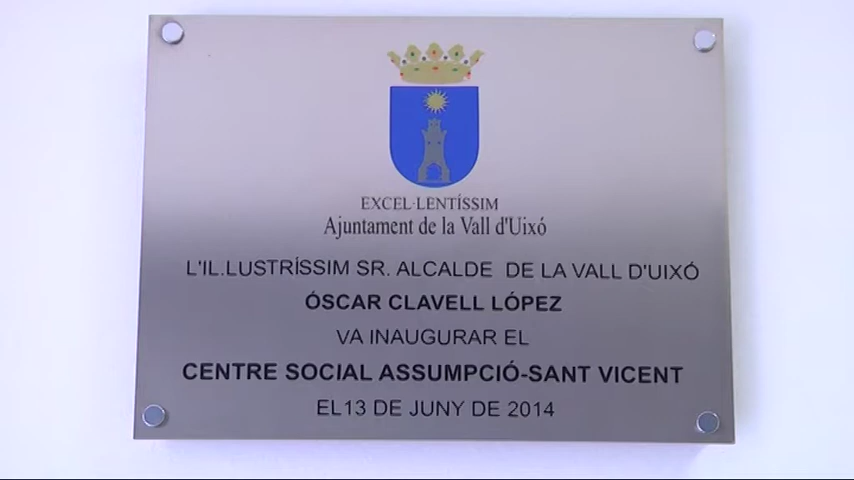 EXCEL·LENTÍSSIM
Ajuntament de la Vall d'Uixó
L'IL.LUSTRÍSSIM SR. ALCALDE DE LA VALL D'UIXÓ
ÓSCAR CLAVELL LÓPEZ
VA INAUGURAR EL
CENTRE SOCIAL ASSUMPCIÓ-SANT VICENT
EL13 DE JUNY DE 2014